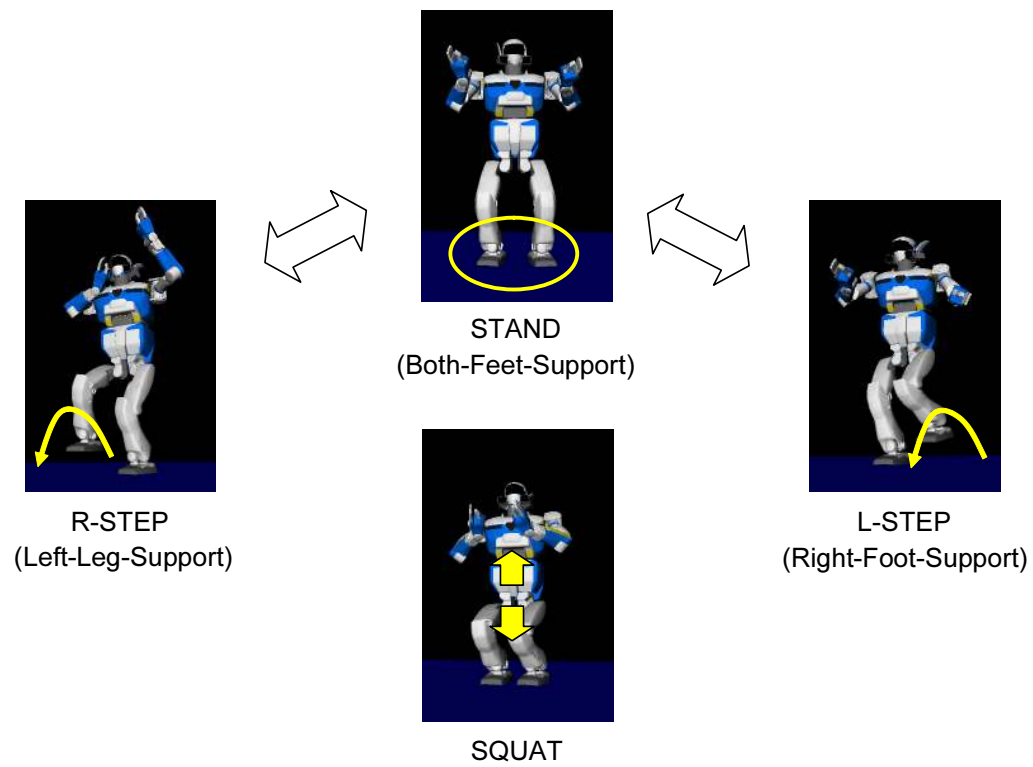 STAND
(Both-Feet-Support)
R-STEP
(Left-Leg-Support)
L-STEP
(Right-Foot-Support)
SQUAT